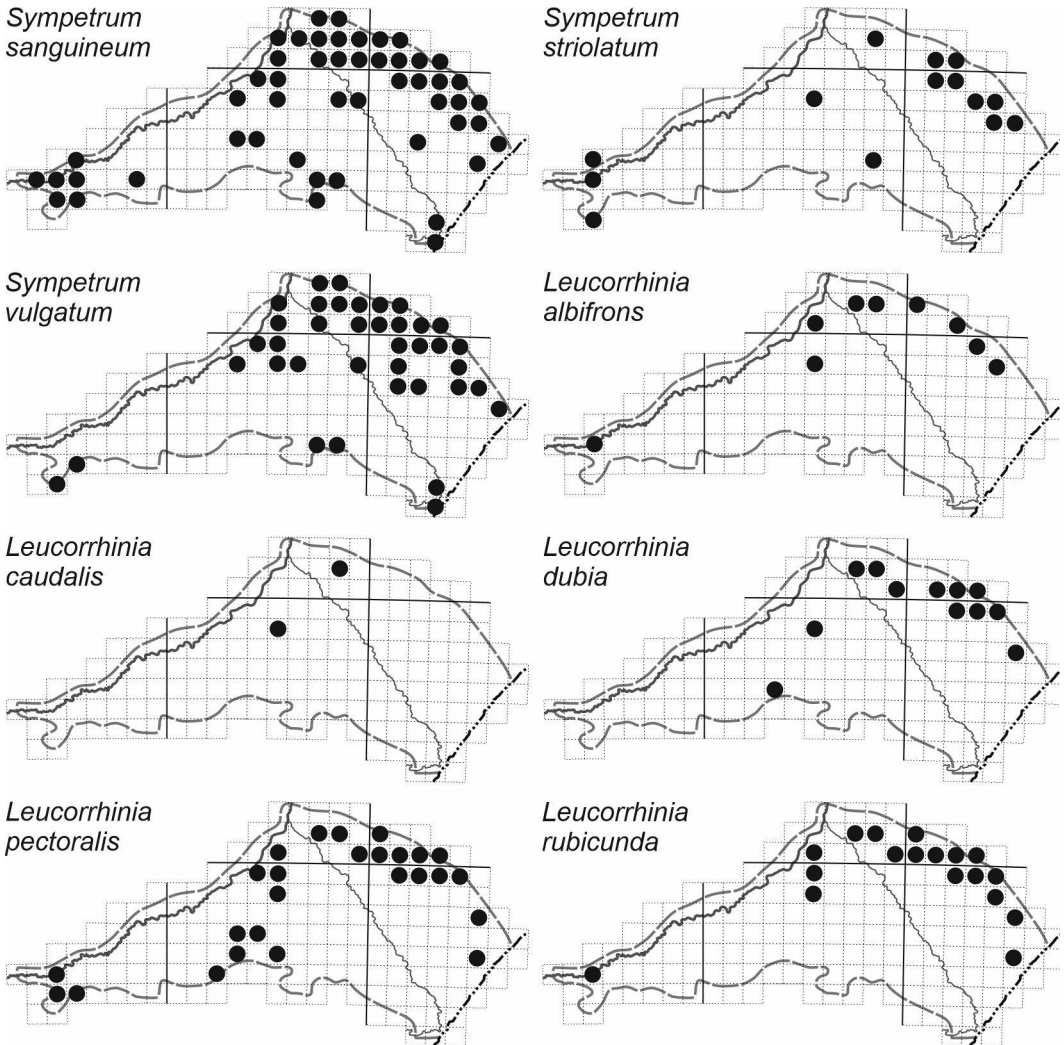 Sympetrum
sanguineum
Sympetrum
striolatum
Sympetrum
vulgatum
Leucorrhinia
albifrons
Leucorrhinia
caudalis
Leucorrhinia
dubia
Leucorrhinia
pectoralis
Leucorrhinia
rubicunda